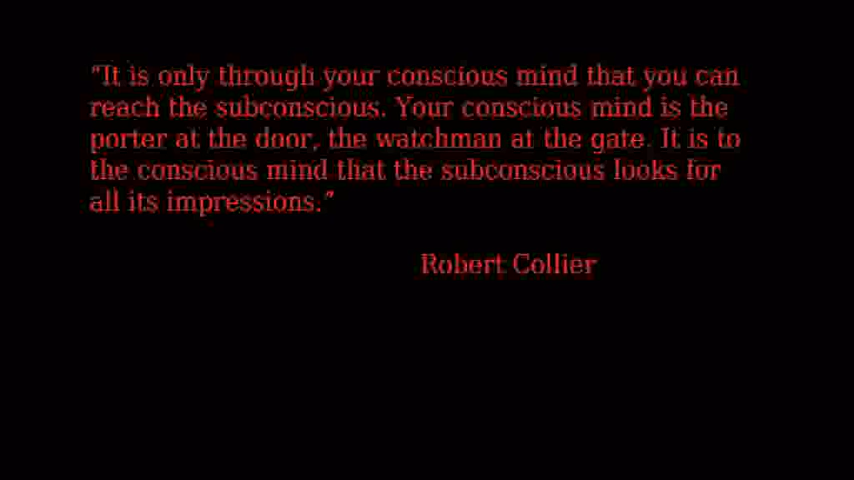 "It is only through your conscious mind that you can
reach the subconscious. Your conscious mind is the
porter at the door, the watchman at the gate. It is to
the conscious mind that the subconscious looks for
all its impressions."
Robert Collier